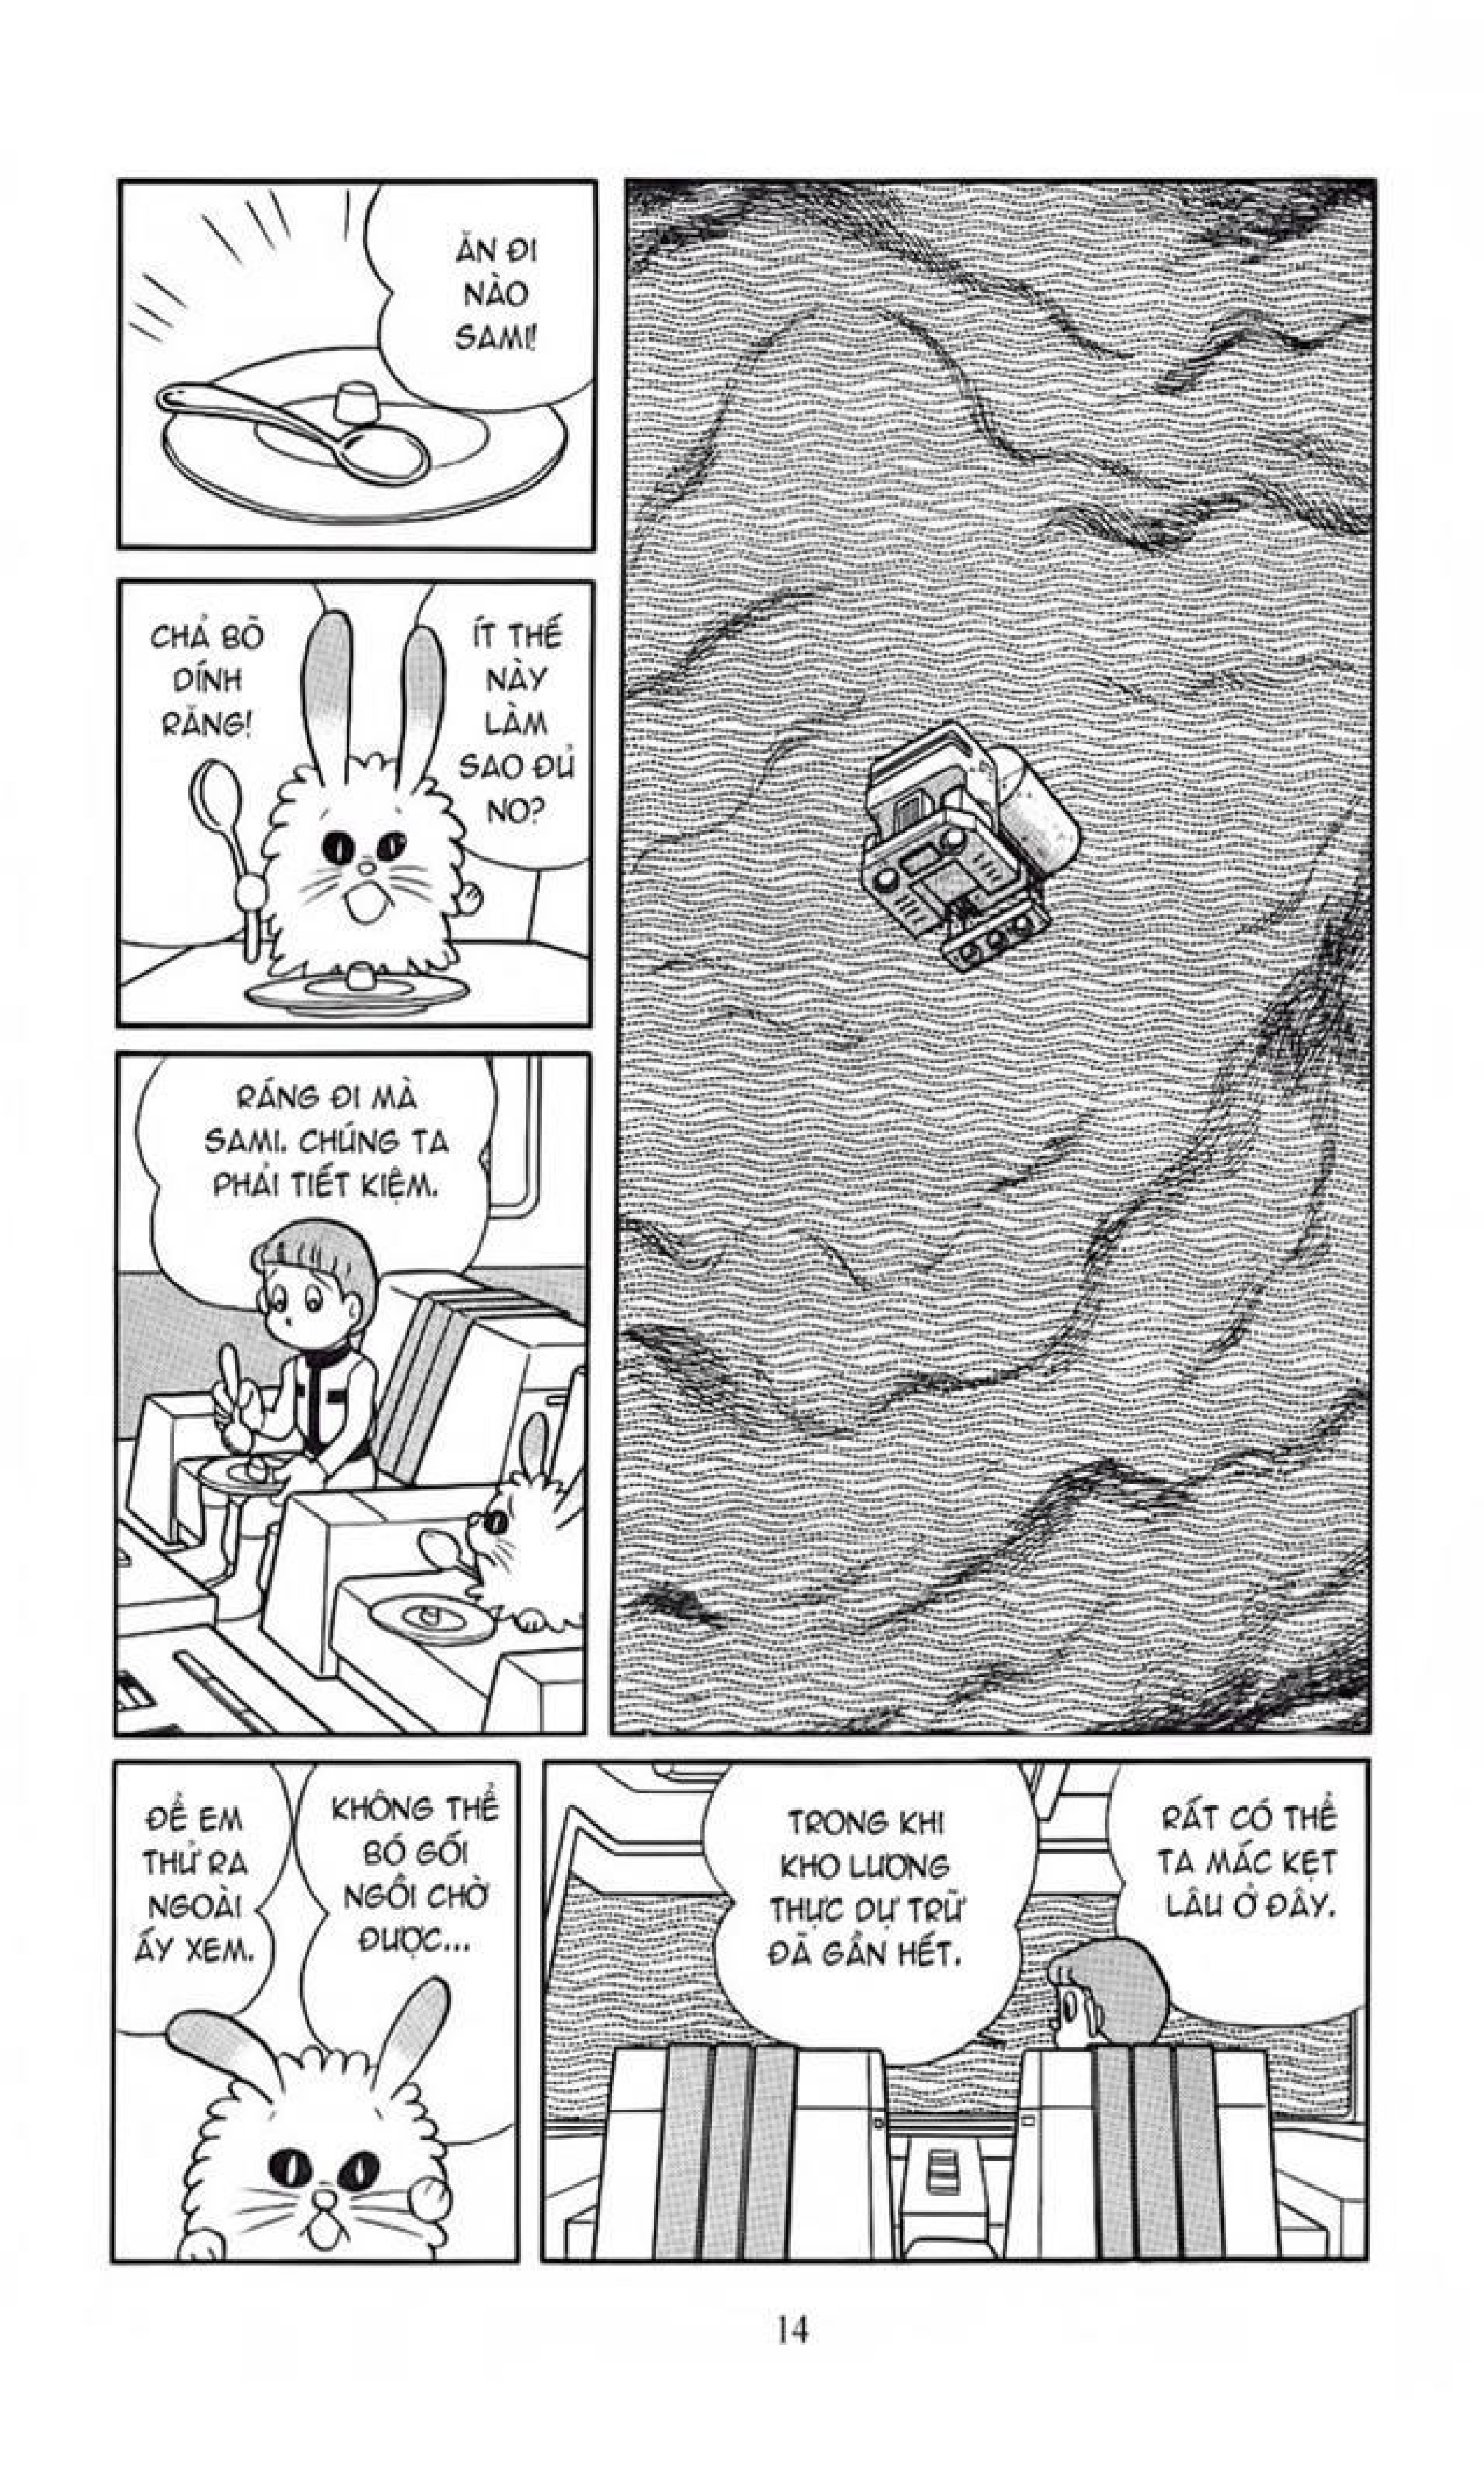 ĂN ĐI
NÀO
SAMI!
ÍT THẾ
NÀY
LÀM
SAO ĐỦ
NO?
CHẢ BÕ
DÍNH
RĂNG!
RÁNG ĐI MÀ
SAMI. CHÚNG TA
PHẢI TIẾT KIỆM.
RẤT CÓ THỂ
TA MẮC KẸT
LÂU Ở ĐÂY.
TRONG KHI
KHO LƯƠNG
THỰC DỰ TRỮ
ĐÃ GẦN HẾT.
KHÔNG THỂ
BÓ GỐI
NGỒI CHỜ
ĐƯỢC...
ĐỂ EM
THỬ RA
NGOÀI
ẤY XEM.
14